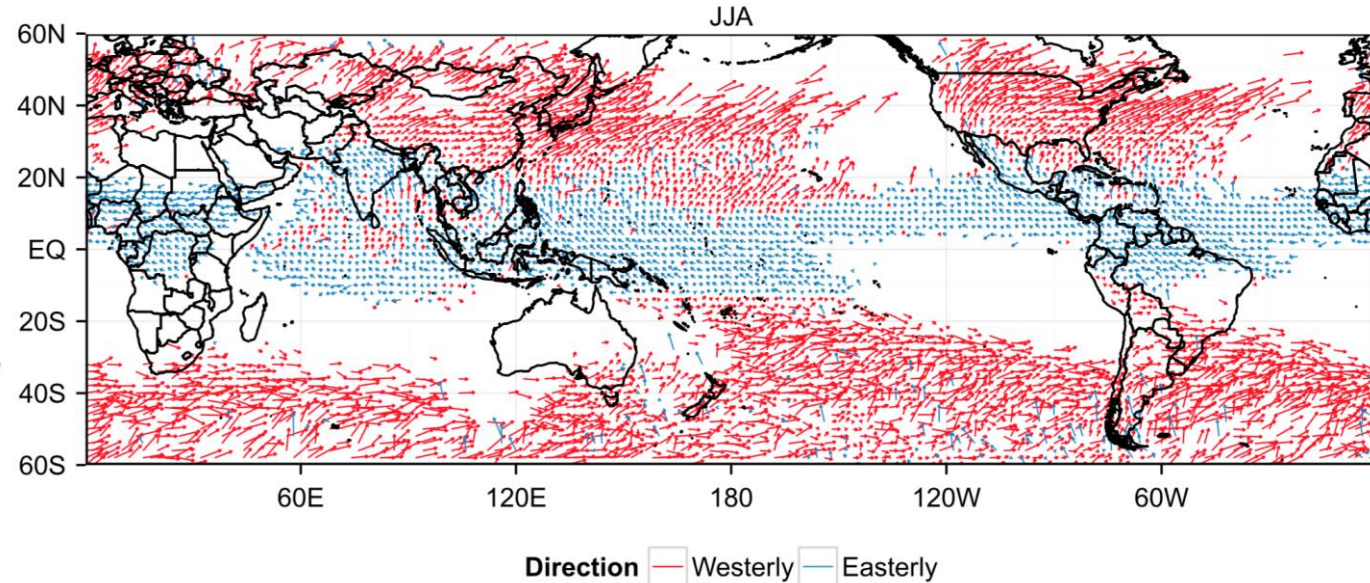 JJA
60N
40N
20N
EQ
20S
40S
60S
60E 120E 180 120W 60W
Direction Westerly Easterly